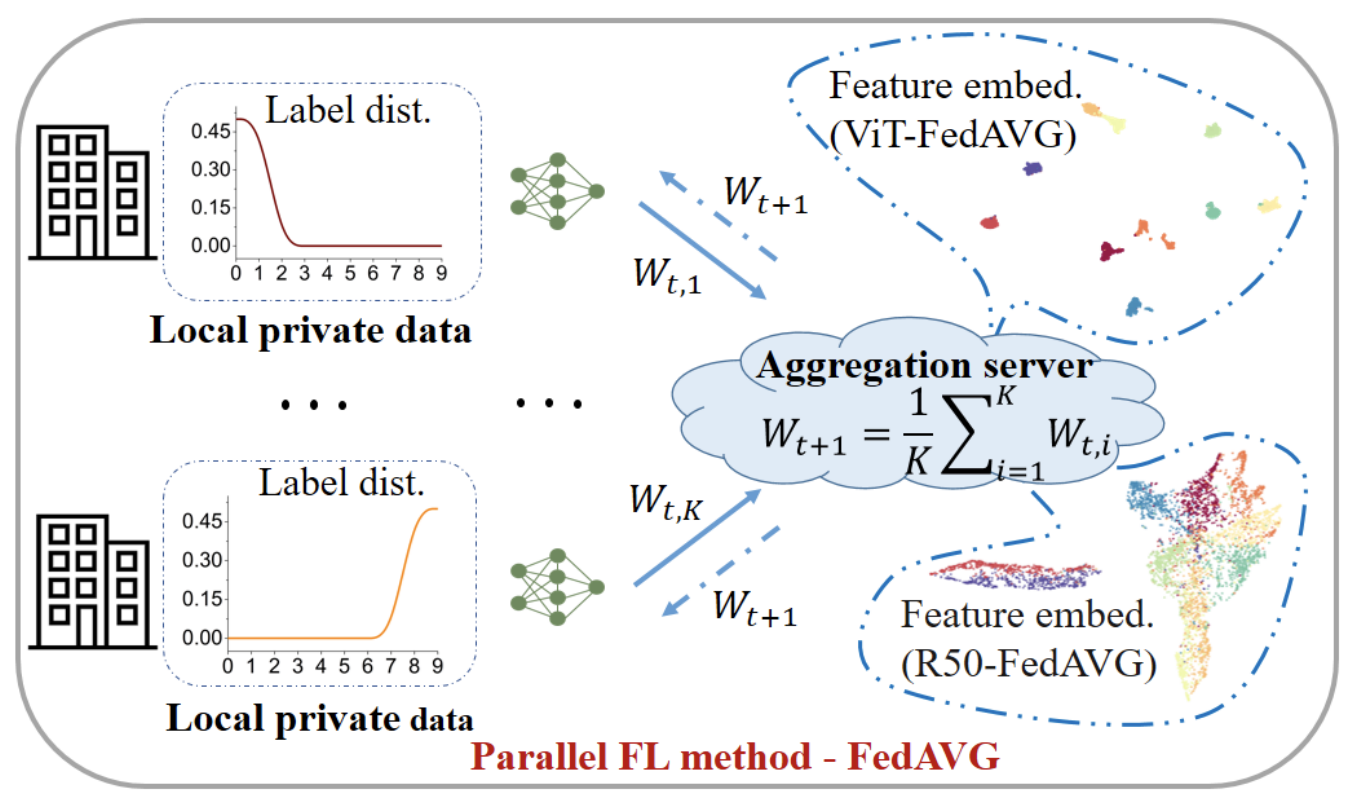 Label dist.
0.45
0.30
0.15
0.00
0 1 2 3 4 5 6 7 8 9
Local private data
W_{t+1}
W_{t,1}
Feature embed.
(ViT-FedAVG)
Aggregation server
W_{t+1} = \frac{1}{K} \sum_{i=1}^{K} W_{t,i}
Label dist.
0.45
0.30
0.15
0.00
0 1 2 3 4 5 6 7 8 9
Local private data
W_{t,K}
W_{t+1}
Feature embed.
(R50-FedAVG)
Parallel FL method - FedAVG